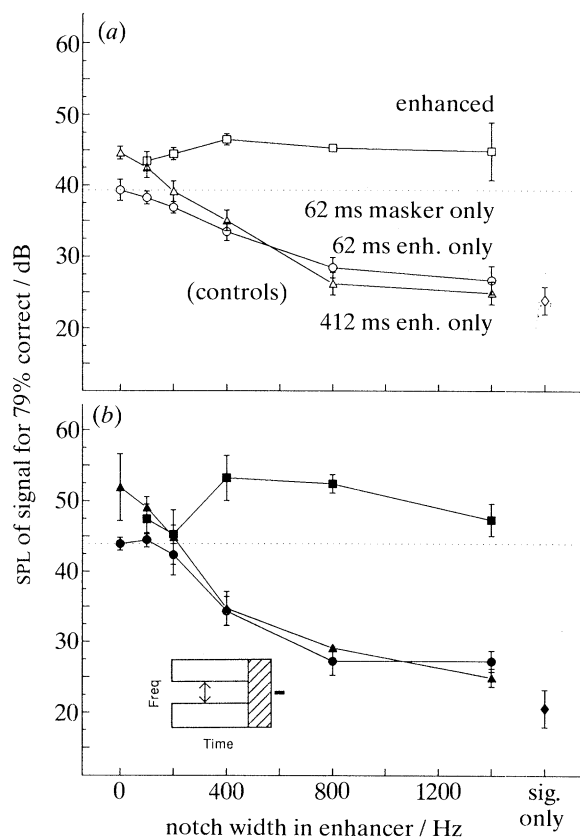 (a)
60
50
40
30
20
enhanced
62 ms masker only
62 ms enh. only
(controls)
412 ms enh. only
SPL of signal for 79% correct / dB
(b)
60
50
40
30
20
Freq
Time
0 400 800 1200 sig. only
notch width in enhancer / Hz